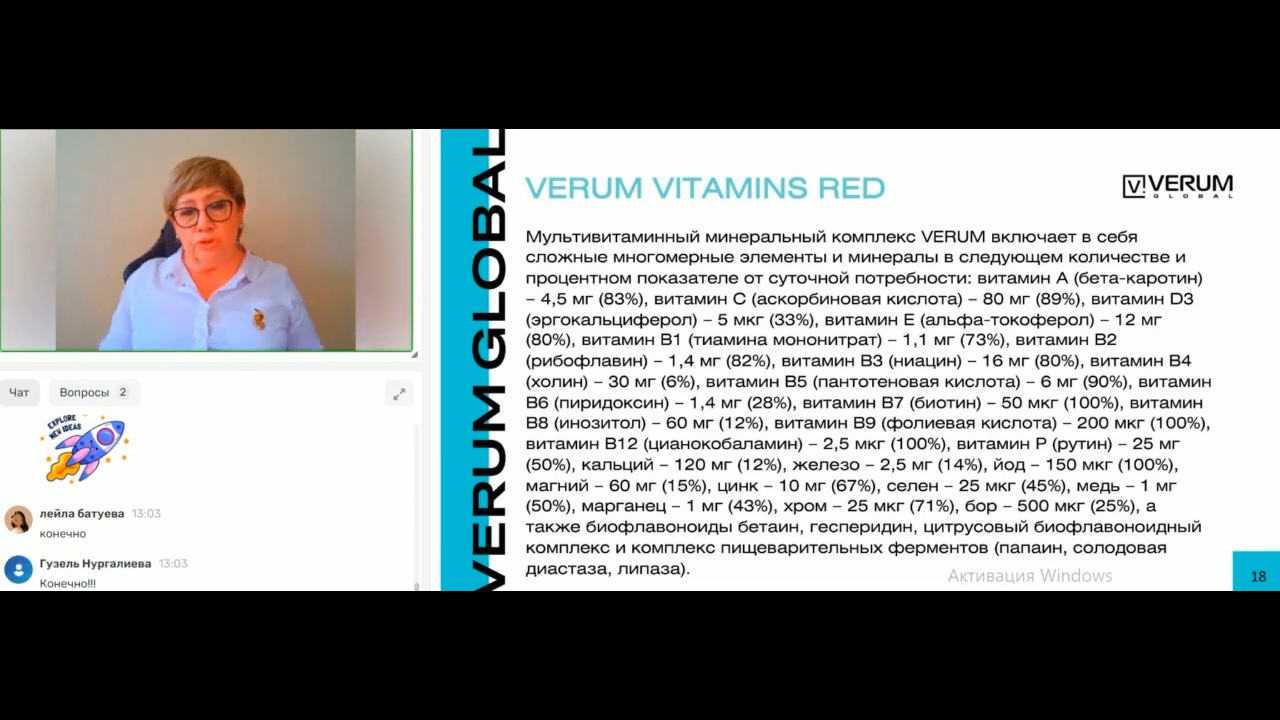 VERUM GLOBAL
VERUM VITAMINS RED
V VERUM
GLOBAL
Мультивитаминный минеральный комплекс VERUM включает в себя
сложные многомерные элементы и минералы в следующем количестве и
процентном показателе от суточной потребности: витамин А (бета-каротин)
– 4,5 мг (83%), витамин С (аскорбиновая кислота) – 80 мг (89%), витамин D3
(эргокальциферол) – 5 мкг (33%), витамин Е (альфа-токоферол) – 12 мг
(80%), витамин В1 (тиамина мононитрат) – 1,1 мг (73%), витамин В2
(рибофлавин) – 1,4 мг (82%), витамин В3 (ниацин) – 16 мг (80%), витамин В4
(холин) – 30 мг (6%), витамин В5 (пантотеновая кислота) – 6 мг (90%), витамин
В6 (пиридоксин) – 1,4 мг (28%), витамин В7 (биотин) – 50 мкг (100%), витамин
В8 (инозитол) – 60 мг (12%), витамин В9 (фолиевая кислота) – 200 мкг (100%),
витамин В12 (цианокобаламин) – 2,5 мкг (100%), витамин Р (рутин) – 25 мг
(50%), кальций – 120 мг (12%), железо – 2,5 мг (14%), йод – 150 мкг (100%),
магний – 60 мг (15%), цинк – 10 мг (67%), селен – 25 мкг (45%), медь – 1 мг
(50%), марганец – 1 мг (43%), хром – 25 мкг (71%), бор – 500 мкг (25%), а
также биофлавоноиды бетаин, гесперидин, цитрусовый биофлавоноидный
комплекс и комплекс пищеварительных ферментов (папаин, солодовая
диастаза, липаза).
Активация Windows
18
Чат
Вопросы 2
EXPLORE
NEW IDEAS
лейла батуева 13:03
конечно
Гузель Нургалиева 13:03
Конечно!!!